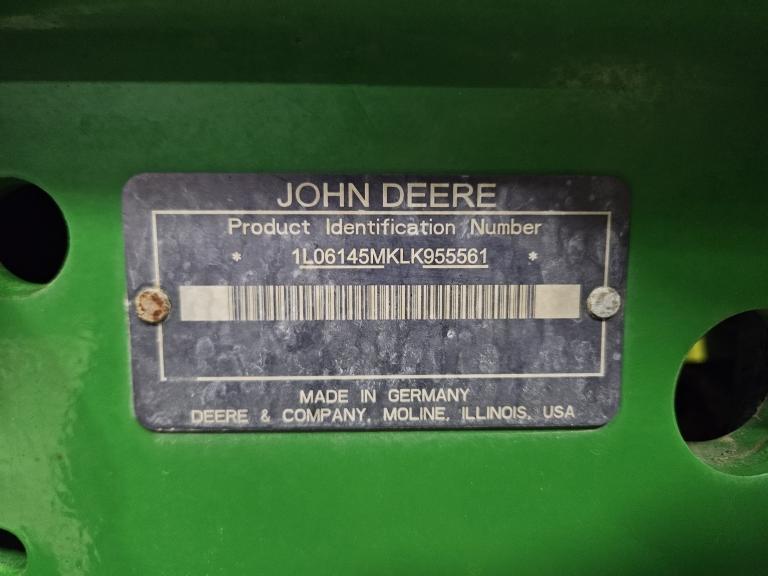 JOHN DEERE
Product Identification Number
* 1L06145MKLK955561 *
MADE IN GERMANY
DEERE & COMPANY, MOLINE, ILLINOIS, USA